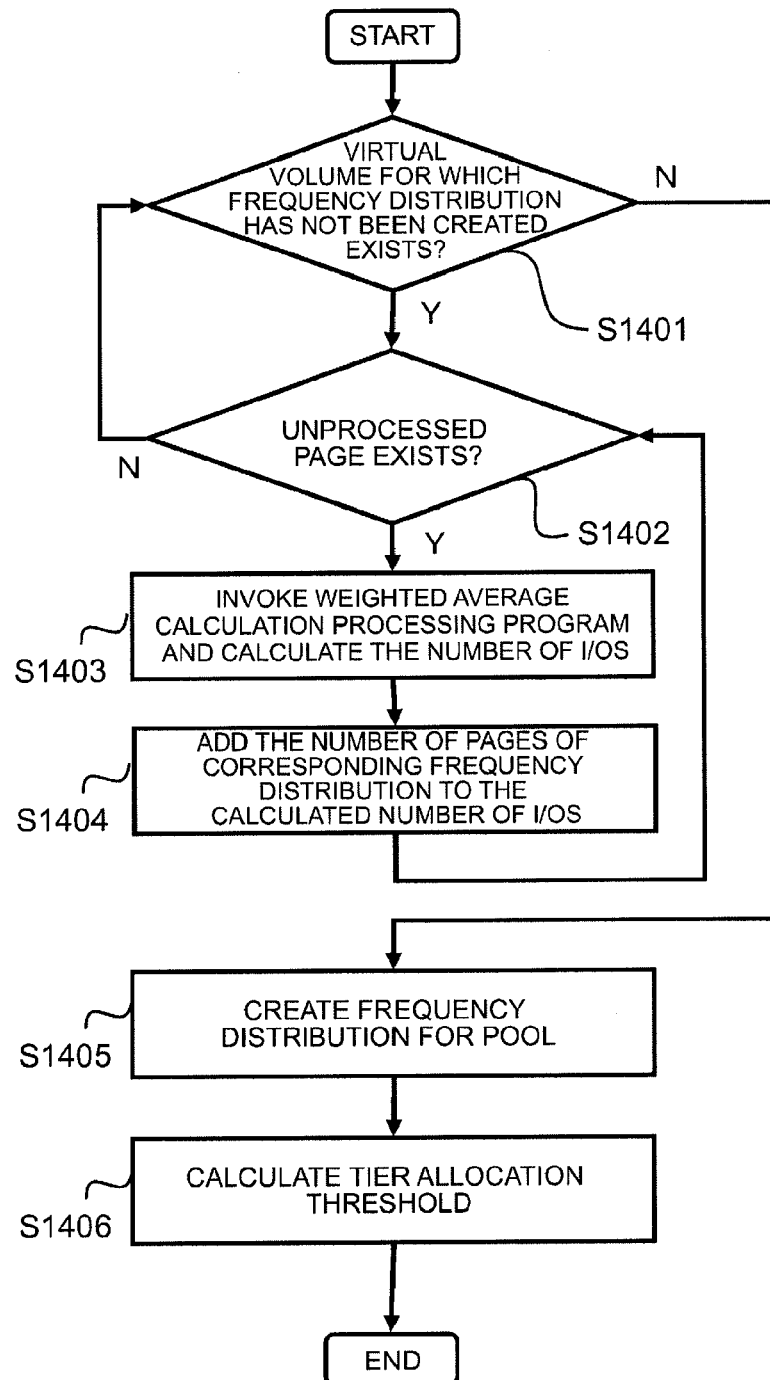 START
VIRTUAL
VOLUME FOR WHICH
FREQUENCY DISTRIBUTION
HAS NOT BEEN CREATED
EXISTS?
N
Y
S1401
UNPROCESSED
PAGE EXISTS?
N
Y
S1402
INVOKE WEIGHTED AVERAGE
CALCULATION PROCESSING PROGRAM
AND CALCULATE THE NUMBER OF I/OS
S1403
ADD THE NUMBER OF PAGES OF
CORRESPONDING FREQUENCY
DISTRIBUTION TO THE
CALCULATED NUMBER OF I/OS
S1404
CREATE FREQUENCY
DISTRIBUTION FOR POOL
S1405
CALCULATE TIER ALLOCATION
THRESHOLD
S1406
END